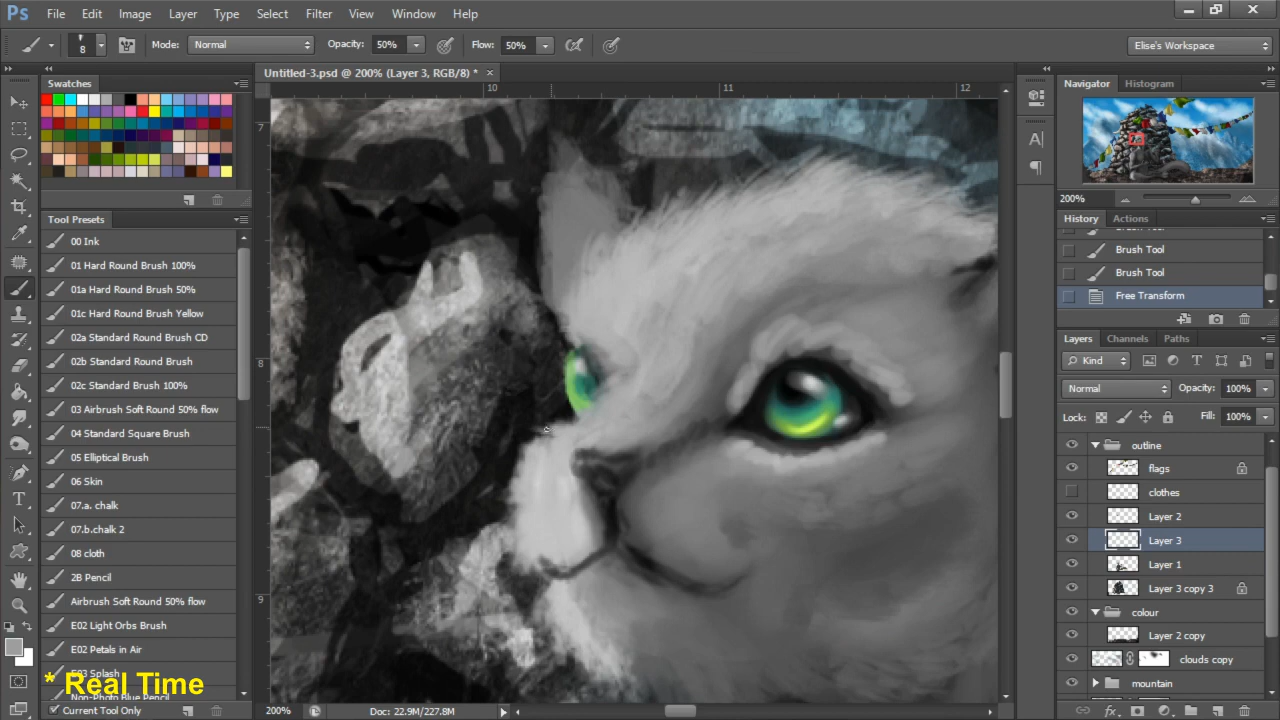 Ps File Edit Image Layer Type Select Filter View Window Help
8 Mode: Normal Opacity: 50% Flow: 50% Elise's Workspace
Untitled-3.psd @ 200% (Layer 3, RGB/8) * ×
Swatches
Tool Presets
00 Ink
01 Hard Round Brush 100%
01a Hard Round Brush 50%
01c Hard Round Brush Yellow
02a Standard Round Brush CD
02b Standard Round Brush
02c Standard Brush 100%
03 Airbrush Soft Round 50% flow
04 Standard Square Brush
05 Elliptical Brush
06 Skin
07.a. chalk
07.b.chalk 2
08 cloth
2B Pencil
Airbrush Soft Round 50% flow
E02 Light Orbs Brush
E02 Petals in Air
E03 Splash
Non-Photo Blue Pencil
Current Tool Only
* Real Time
10 11 12
7
8
9
200% Doc: 22.9M/227.8M
Navigator Histogram
200%
History Actions
Brush Tool
Brush Tool
Brush Tool
Free Transform
Layers Channels Paths
Kind
Normal Opacity: 100%
Lock: Fill: 100%
outline
flags
clothes
Layer 2
Layer 3
Layer 1
Layer 3 copy 3
colour
Layer 2 copy
clouds copy
mountain